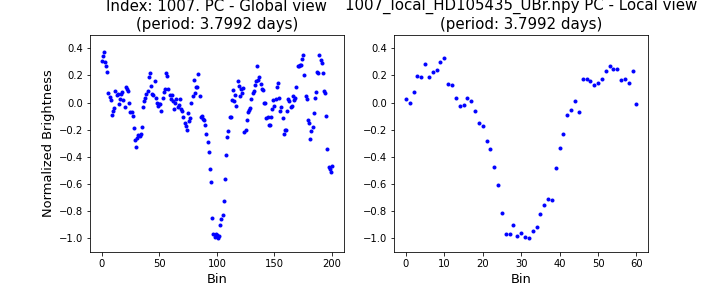 Index: 1007. PC - Global view
(period: 3.7992 days)
1007_local_HD105435_UBr.npy PC - Local view
(period: 3.7992 days)
Normalized Brightness
0.4
0.2
0.0
−0.2
−0.4
−0.6
−0.8
−1.0
0 50 100 150 200
Bin
0.4
0.2
0.0
−0.2
−0.4
−0.6
−0.8
−1.0
0 10 20 30 40 50 60
Bin